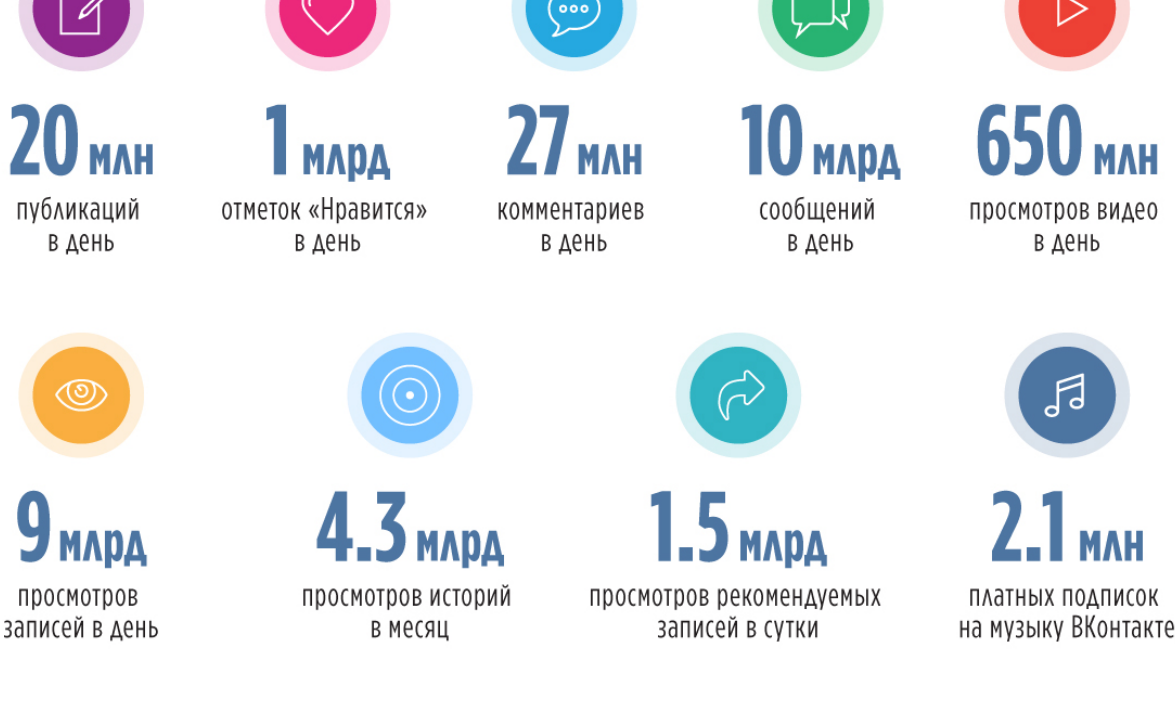 20 млн
публикаций
в день
1 млрд
отметок «Нравится»
в день
27 млн
комментариев
в день
10 млрд
сообщений
в день
650 млн
просмотров видео
в день
9 млрд
просмотров
записей в день
4.3 млрд
просмотров историй
в месяц
1.5 млрд
просмотров рекомендуемых
записей в сутки
2.1 млн
платных подписок
на музыку ВКонтакте